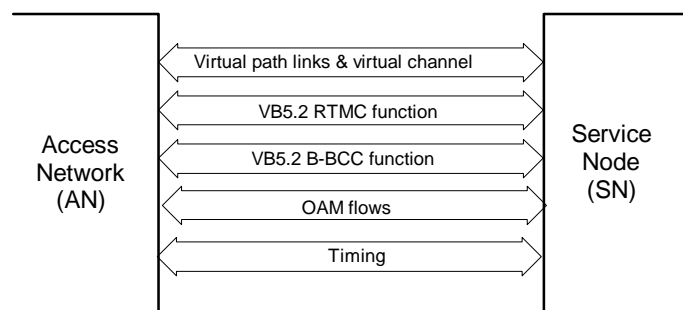 Virtual path links & virtual channel
VB5.2 RTMC function
VB5.2 B-BCC function
OAM flows
Timing
Access
Network
(AN)
Service
Node
(SN)